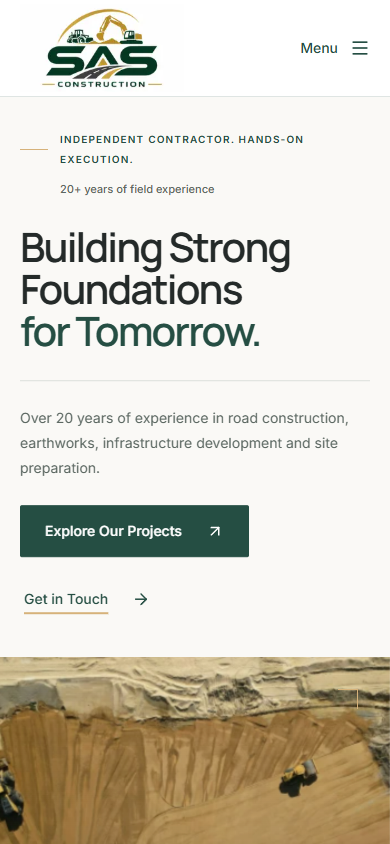 SAS
CONSTRUCTION
Menu
INDEPENDENT CONTRACTOR. HANDS-ON
EXECUTION.
20+ years of field experience
Building Strong
Foundations
for Tomorrow.
Over 20 years of experience in road construction,
earthworks, infrastructure development and site
preparation.
Explore Our Projects
Get in Touch